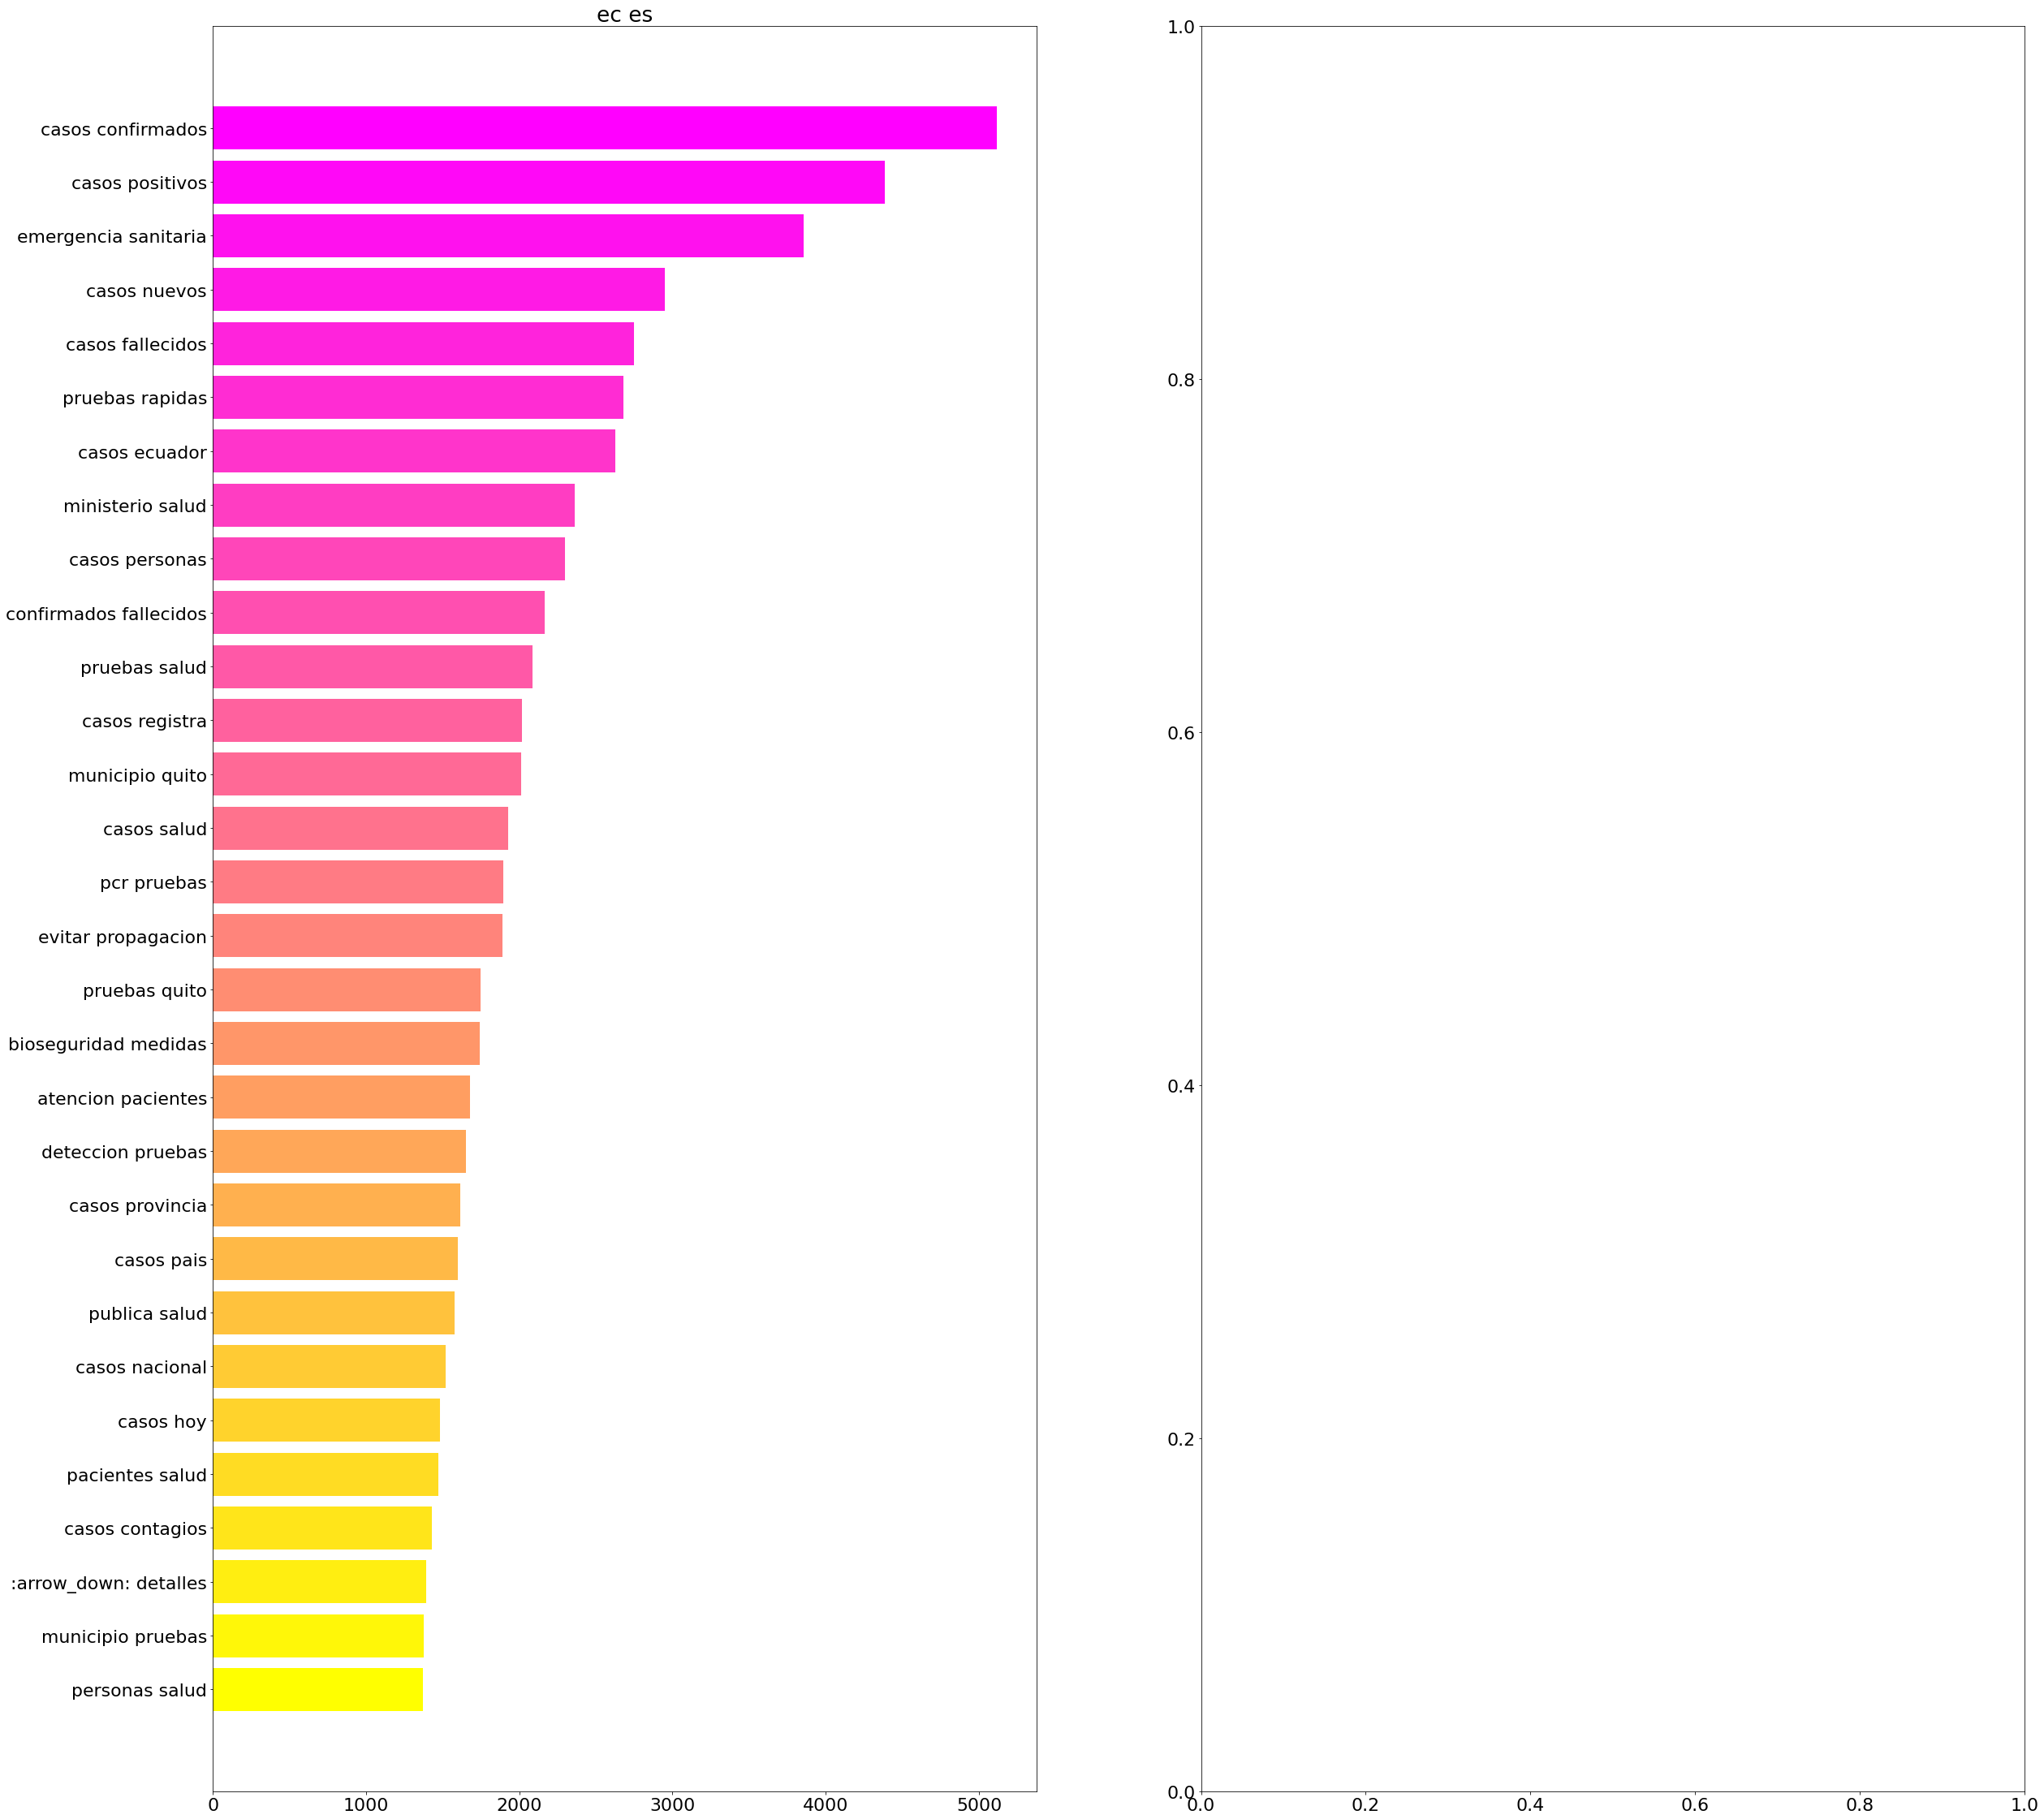 ec es
casos confirmados
casos positivos
emergencia sanitaria
casos nuevos
casos fallecidos
pruebas rapidas
casos ecuador
ministerio salud
casos personas
confirmados fallecidos
pruebas salud
casos registra
municipio quito
casos salud
pcr pruebas
evitar propagacion
pruebas quito
bioseguridad medidas
atencion pacientes
deteccion pruebas
casos provincia
casos pais
publica salud
casos nacional
casos hoy
pacientes salud
casos contagios
:arrow_down: detalles
municipio pruebas
personas salud
0 1000 2000 3000 4000 5000
1.0
0.8
0.6
0.4
0.2
0.0
0.0 0.2 0.4 0.6 0.8 1.0